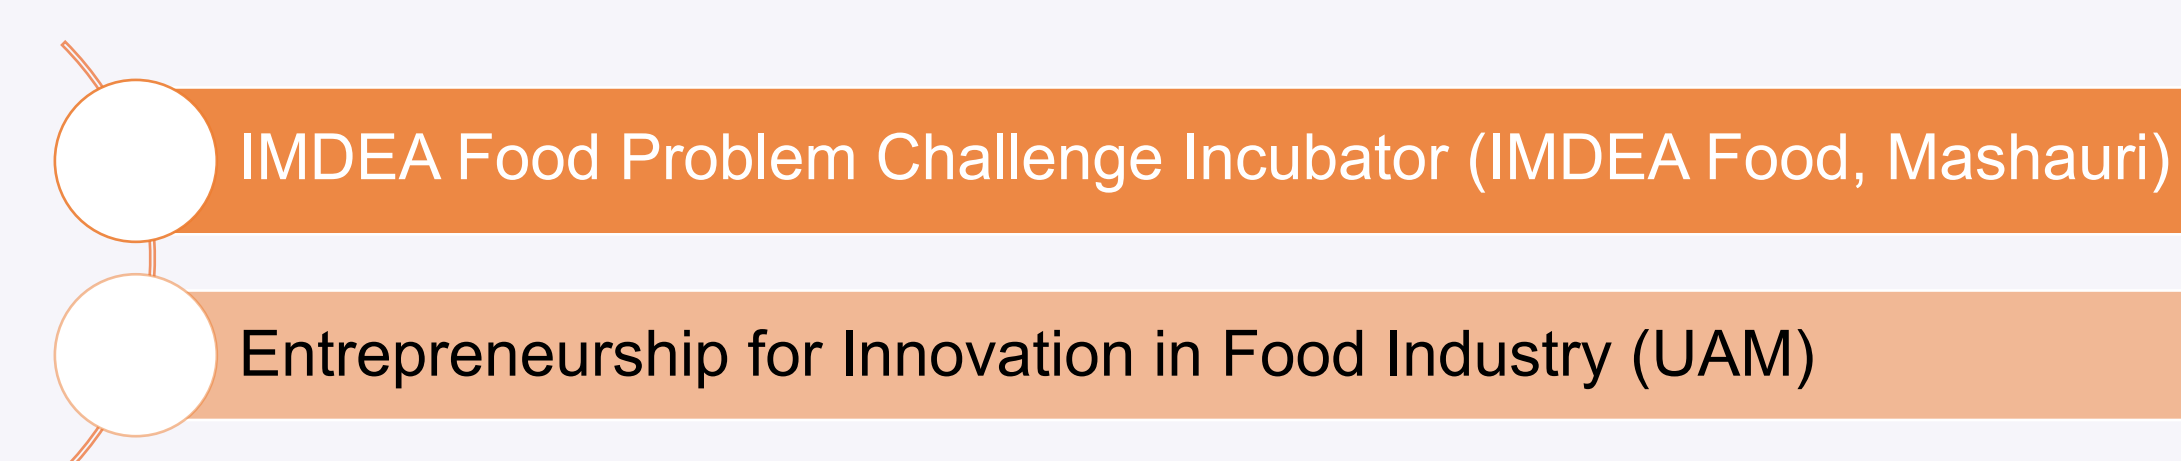 IMDEA Food Problem Challenge Incubator (IMDEA Food, Mashauri)
Entrepreneurship for Innovation in Food Industry (UAM)